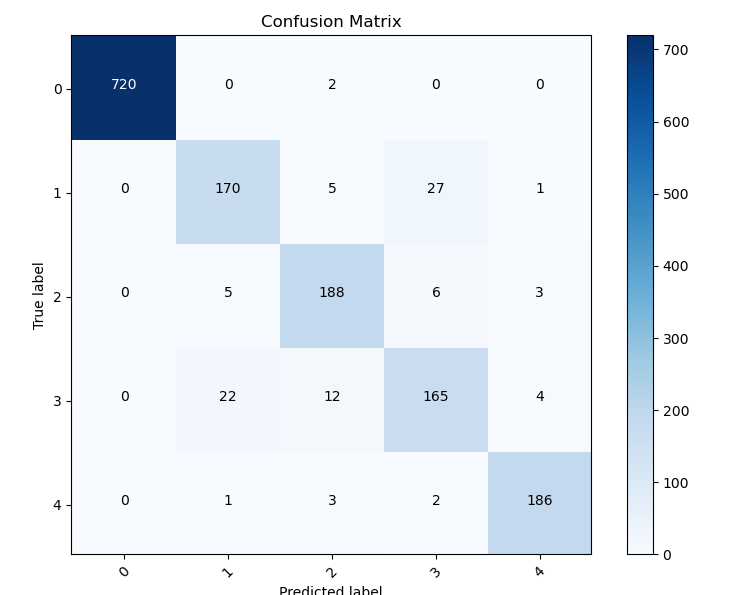 Confusion Matrix
0 720 0 2 0 0
1 0 170 5 27 1
2 0 5 188 6 3
3 0 22 12 165 4
4 0 1 3 2 186
0 1 2 3 4
True label
Predicted label
700
600
500
400
300
200
100
0